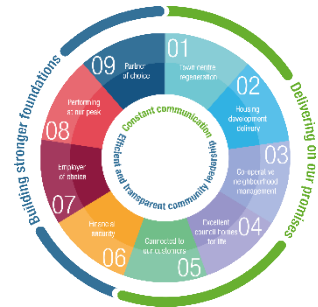 Building stronger foundations
Delivering on our promises
01
Town centre
regeneration
02
Housing
development
delivery
03
Co-operative
neighbourhood
management
04
Excellent
council homes
for life
05
Connected to
our customers
06
Financial
security
07
Employer
of choice
08
Performing
at our peak
09
Partner
of choice
Constant communication
Efficient and transparent community leadership